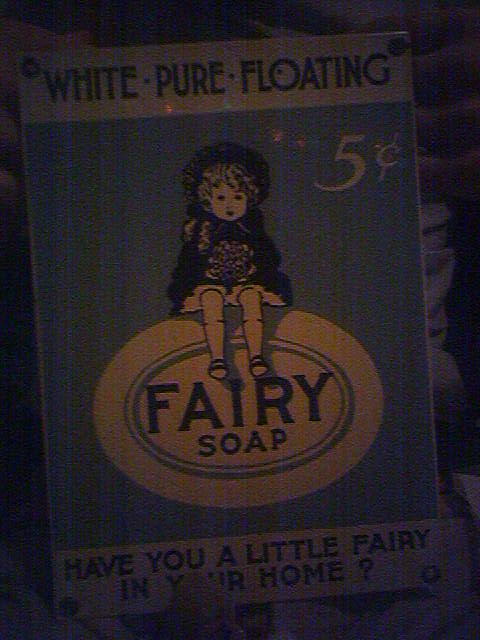 WHITE · PURE · FLOATING
5¢
FAIRY
SOAP
HAVE YOU A LITTLE FAIRY
IN HOME ?